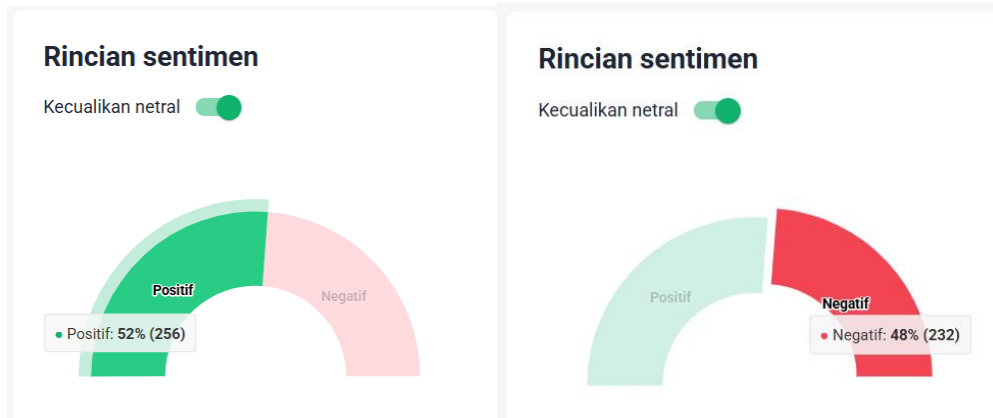 Rincian sentimen
Kecualikan netral
Positif
Negatif
Positif: 52% (256)
Rincian sentimen
Kecualikan netral
Positif
Negatif
Negatif: 48% (232)